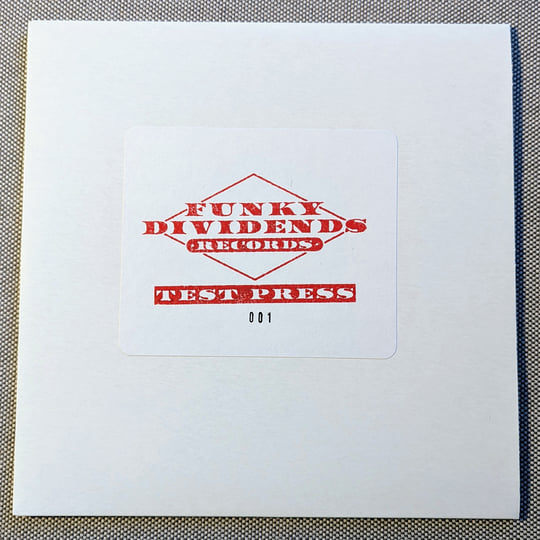 FUNKY
DIVIDENDS
·RECORDS·
TEST PRESS
001